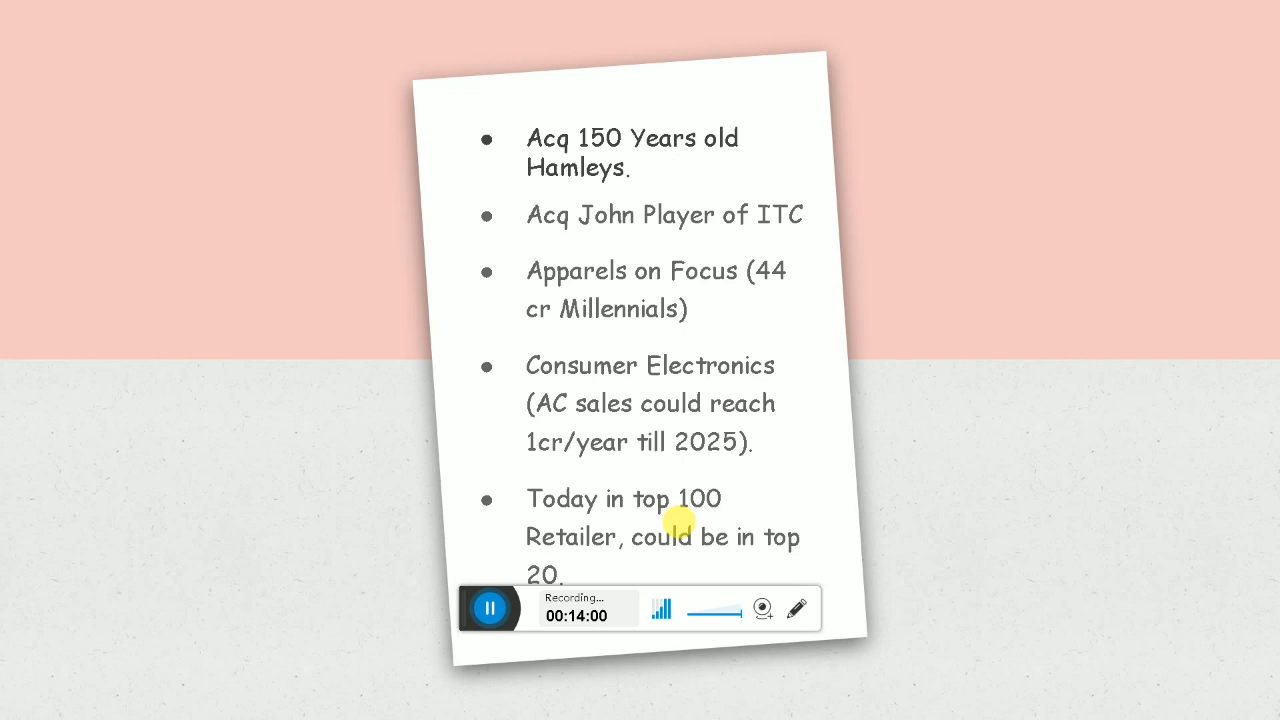 ● Acq 150 Years old
Hamleys.
● Acq John Player of ITC
● Apparels on Focus (44
cr Millennials)
● Consumer Electronics
(AC sales could reach
1cr/year till 2025).
● Today in top 100
Retailer, could be in top
20.
Recording...
00:14:00